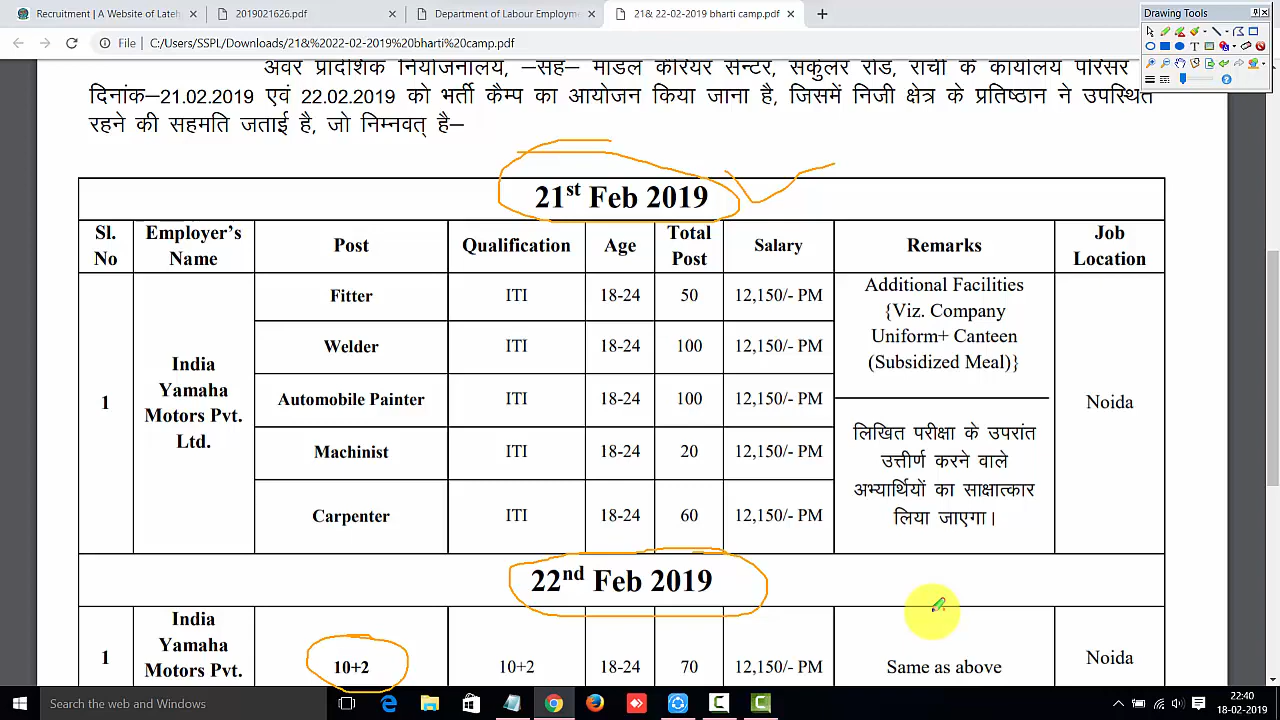 Recruitment | A Website of Lateh
2019021626.pdf
Department of Labour Employme
21& 22-02-2019 bharti camp.pdf
Drawing Tools
File
C:/Users/SSPL/Downloads/21&%2022-02-2019%20bharti%20camp.pdf
अवर प्रादेशिक नियोजनालय, –सह– मॉडल कैरियर सेन्टर, सर्कुलर रोड, राँची के कार्यालय परिसर
दिनांक–21.02.2019 एवं 22.02.2019 को भर्ती कैम्प का आयोजन किया जाना है, जिसमें निजी क्षेत्र के प्रतिष्ठान ने उपस्थित
रहने की सहमति जताई है, जो निम्नवत् है–
21st Feb 2019
Sl. No Employer's Name Post Qualification Age Total Post Salary Remarks Job Location
1 India Yamaha Motors Pvt. Ltd.
Fitter ITI 18-24 50 12,150/- PM
Welder ITI 18-24 100 12,150/- PM
Automobile Painter ITI 18-24 100 12,150/- PM
Machinist ITI 18-24 20 12,150/- PM
Carpenter ITI 18-24 60 12,150/- PM
Additional Facilities
{Viz. Company
Uniform+ Canteen
(Subsidized Meal)}
लिखित परीक्षा के उपरांत
उत्तीर्ण करने वाले
अभ्यार्थियों का साक्षात्कार
लिया जाएगा।
Noida
22nd Feb 2019
1 India Yamaha Motors Pvt. 10+2 10+2 18-24 70 12,150/- PM Same as above Noida
Search the web and Windows
22:40
18-02-2019